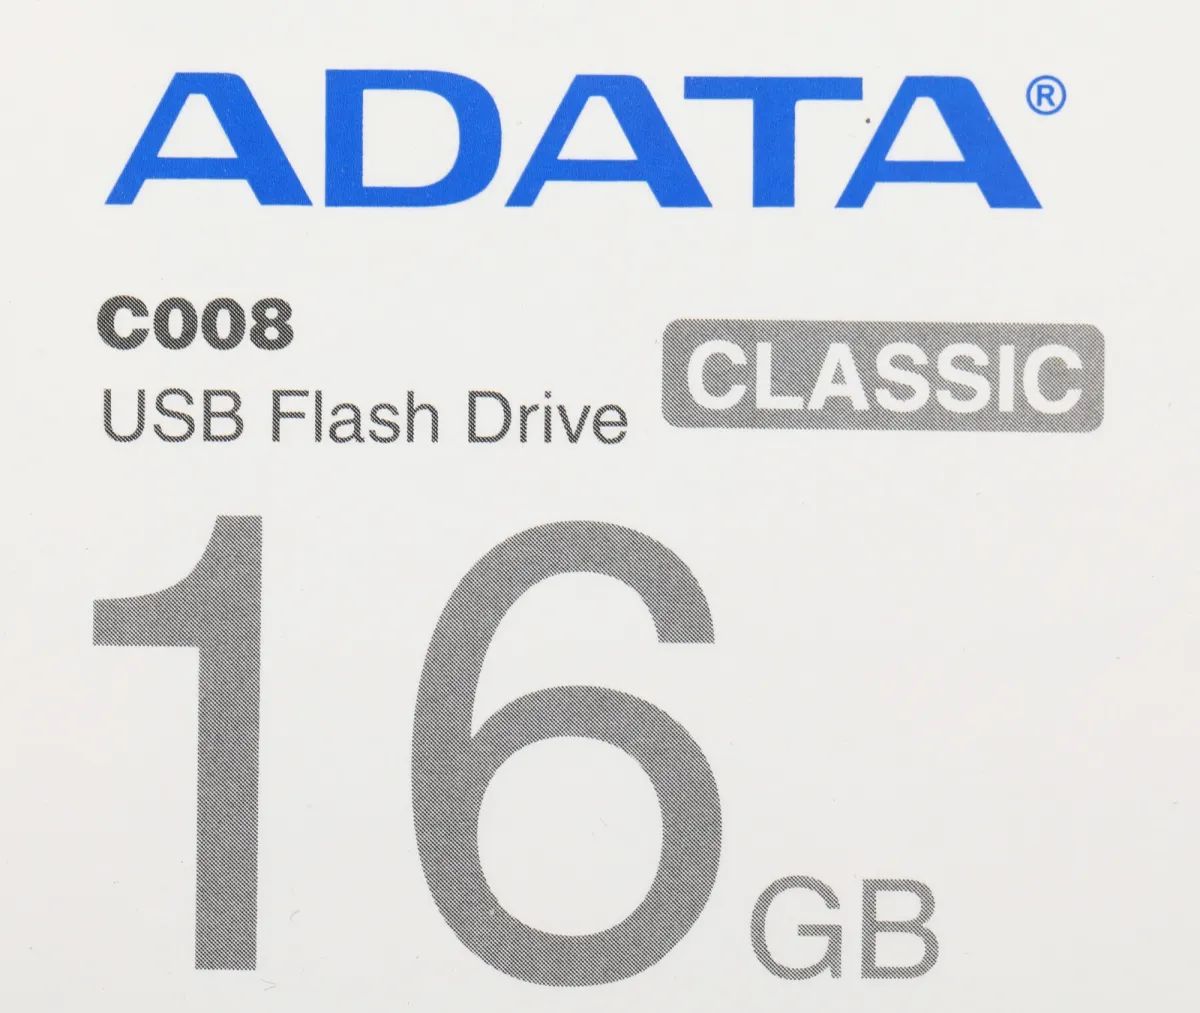 ADATA®
C008
USB Flash Drive
CLASSIC
16 GB